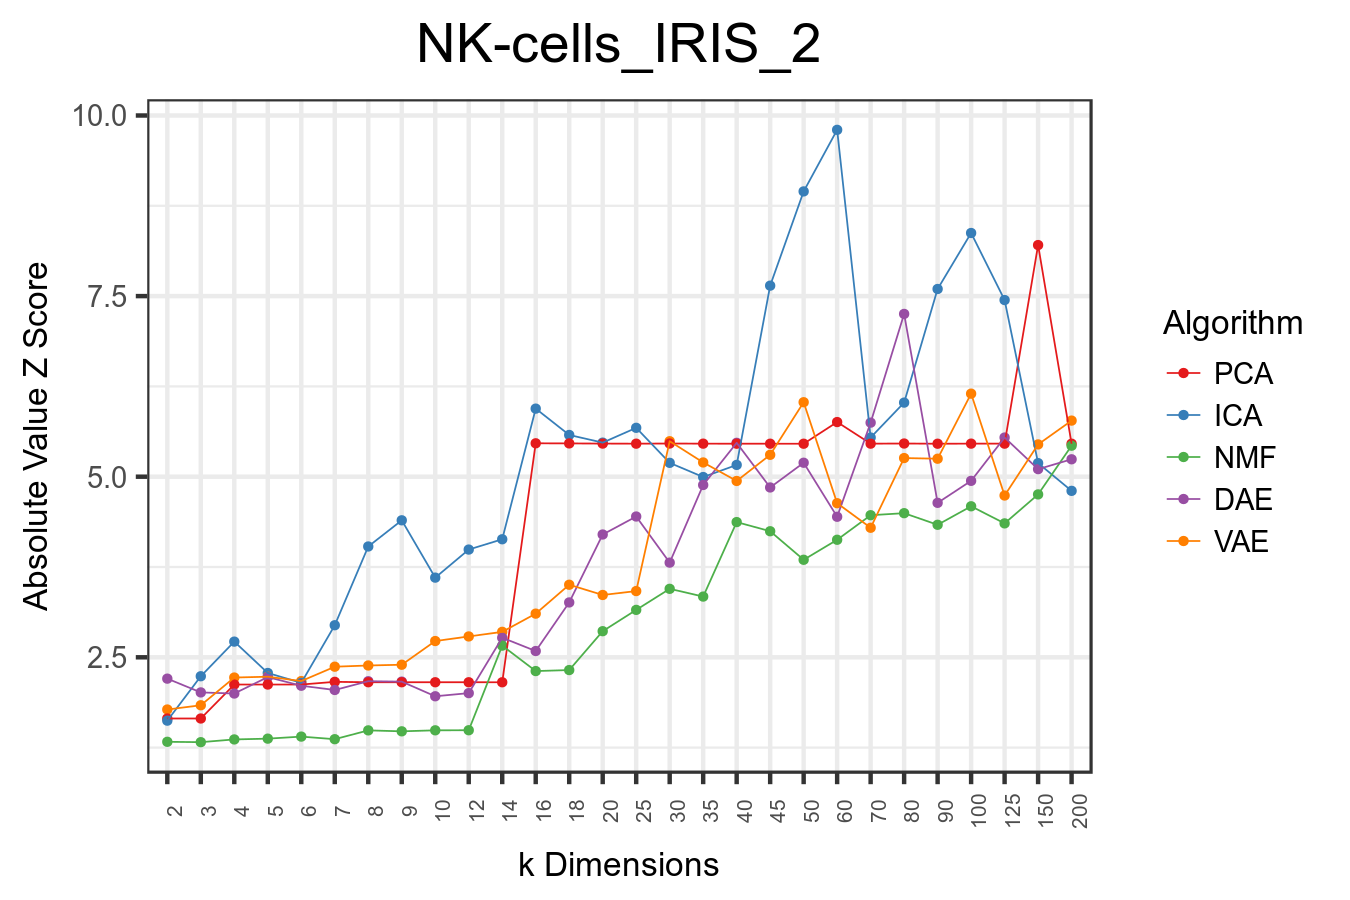 NK-cells_IRIS_2
Absolute Value Z Score
10.0
7.5
5.0
2.5
2 3 4 5 6 7 8 9 10 12 14 16 18 20 25 30 35 40 45 50 60 70 80 90 100 125 150 200
k Dimensions
Algorithm
PCA
ICA
NMF
DAE
VAE